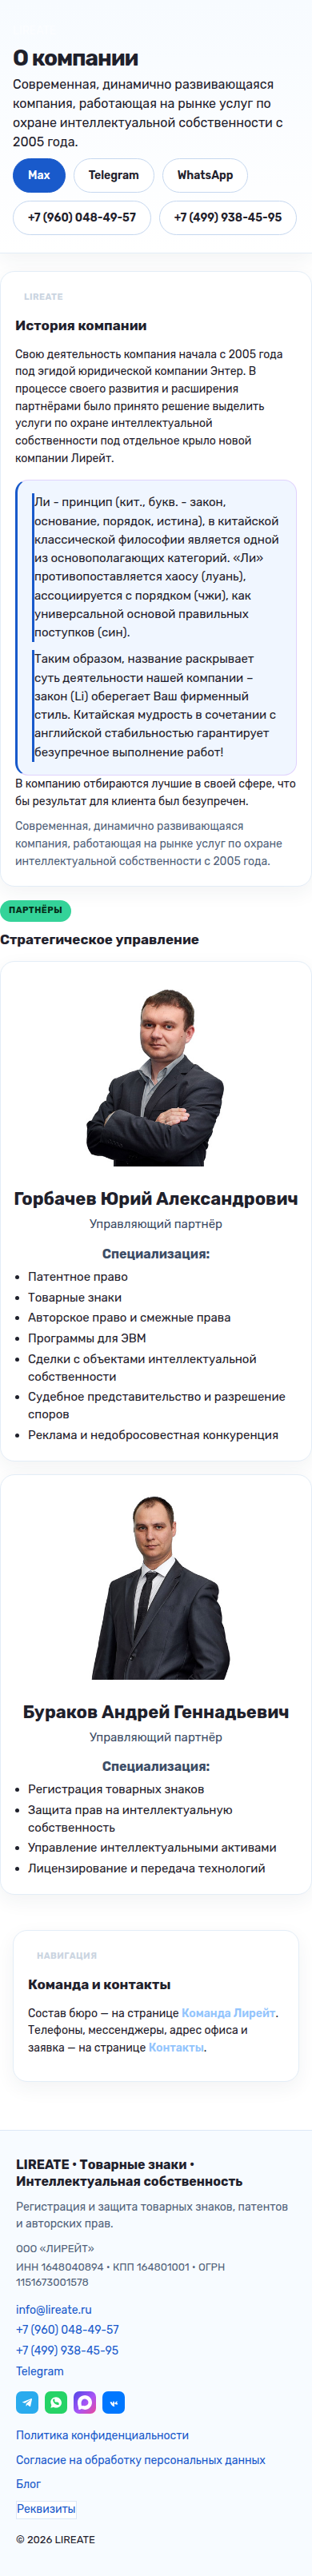 О компании
Современная, динамично развивающаяся
компания, работающая на рынке услуг по
охране интеллектуальной собственности с
2005 года.
Max
Telegram
WhatsApp
+7 (960) 048-49-57
+7 (499) 938-45-95
LIREATE
История компании
Свою деятельность компания начала с 2005 года
под эгидой юридической компании Энтер. В
процессе своего развития и расширения
партнёрами было принято решение выделить
услуги по охране интеллектуальной
собственности под отдельное крыло новой
компании Лирейт.
Ли - принцип (кит., букв. - закон,
основание, порядок, истина), в китайской
классической философии является одной
из основополагающих категорий. «Ли»
противопоставляется хаосу (луань),
ассоциируется с порядком (чжи), как
универсальной основой правильных
поступков (син).
Таким образом, название раскрывает
суть деятельности нашей компании –
закон (Li) оберегает Ваш фирменный
стиль. Китайская мудрость в сочетании с
английской стабильностью гарантирует
безупречное выполнение работ!
В компанию отбираются лучшие в своей сфере, что
бы результат для клиента был безупречен.
Современная, динамично развивающаяся
компания, работающая на рынке услуг по охране
интеллектуальной собственности с 2005 года.
ПАРТНЁРЫ
Стратегическое управление
Горбачев Юрий Александрович
Управляющий партнёр
Специализация:
• Патентное право
• Товарные знаки
• Авторское право и смежные права
• Программы для ЭВМ
• Сделки с объектами интеллектуальной
собственности
• Судебное представительство и разрешение
споров
• Реклама и недобросовестная конкуренция
Бураков Андрей Геннадьевич
Управляющий партнёр
Специализация:
• Регистрация товарных знаков
• Защита прав на интеллектуальную
собственность
• Управление интеллектуальными активами
• Лицензирование и передача технологий
НАВИГАЦИЯ
Команда и контакты
Состав бюро — на странице Команда Лирейт.
Телефоны, мессенджеры, адрес офиса и
заявка — на странице Контакты.
LIREATE • Товарные знаки •
Интеллектуальная собственность
Регистрация и защита товарных знаков, патентов
и авторских прав.
ООО «ЛИРЕЙТ»
ИНН 1648040894 • КПП 164801001 • ОГРН
1151673001578
info@lireate.ru
+7 (960) 048-49-57
+7 (499) 938-45-95
Telegram
Политика конфиденциальности
Согласие на обработку персональных данных
Блог
Реквизиты
© 2026 LIREATE